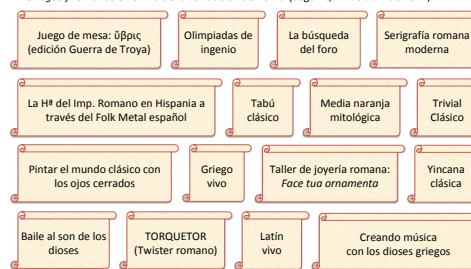 Juego de mesa: ὕβρις
(edición Guerra de Troya)
Olimpiadas de
ingenio
La búsqueda
del foro
Serigrafía romana
moderna
La Hª del Imp. Romano en Hispania a
través del Folk Metal español
Tabú
clásico
Media naranja
mitológica
Trivial
Clásico
Pintar el mundo clásico con
los ojos cerrados
Griego
vivo
Taller de joyería romana:
Face tua ornamenta
Yincana
clásica
Baile al son de los
dioses
TORQUETOR
(Twister romano)
Latín
vivo
Creando música
con los dioses griegos